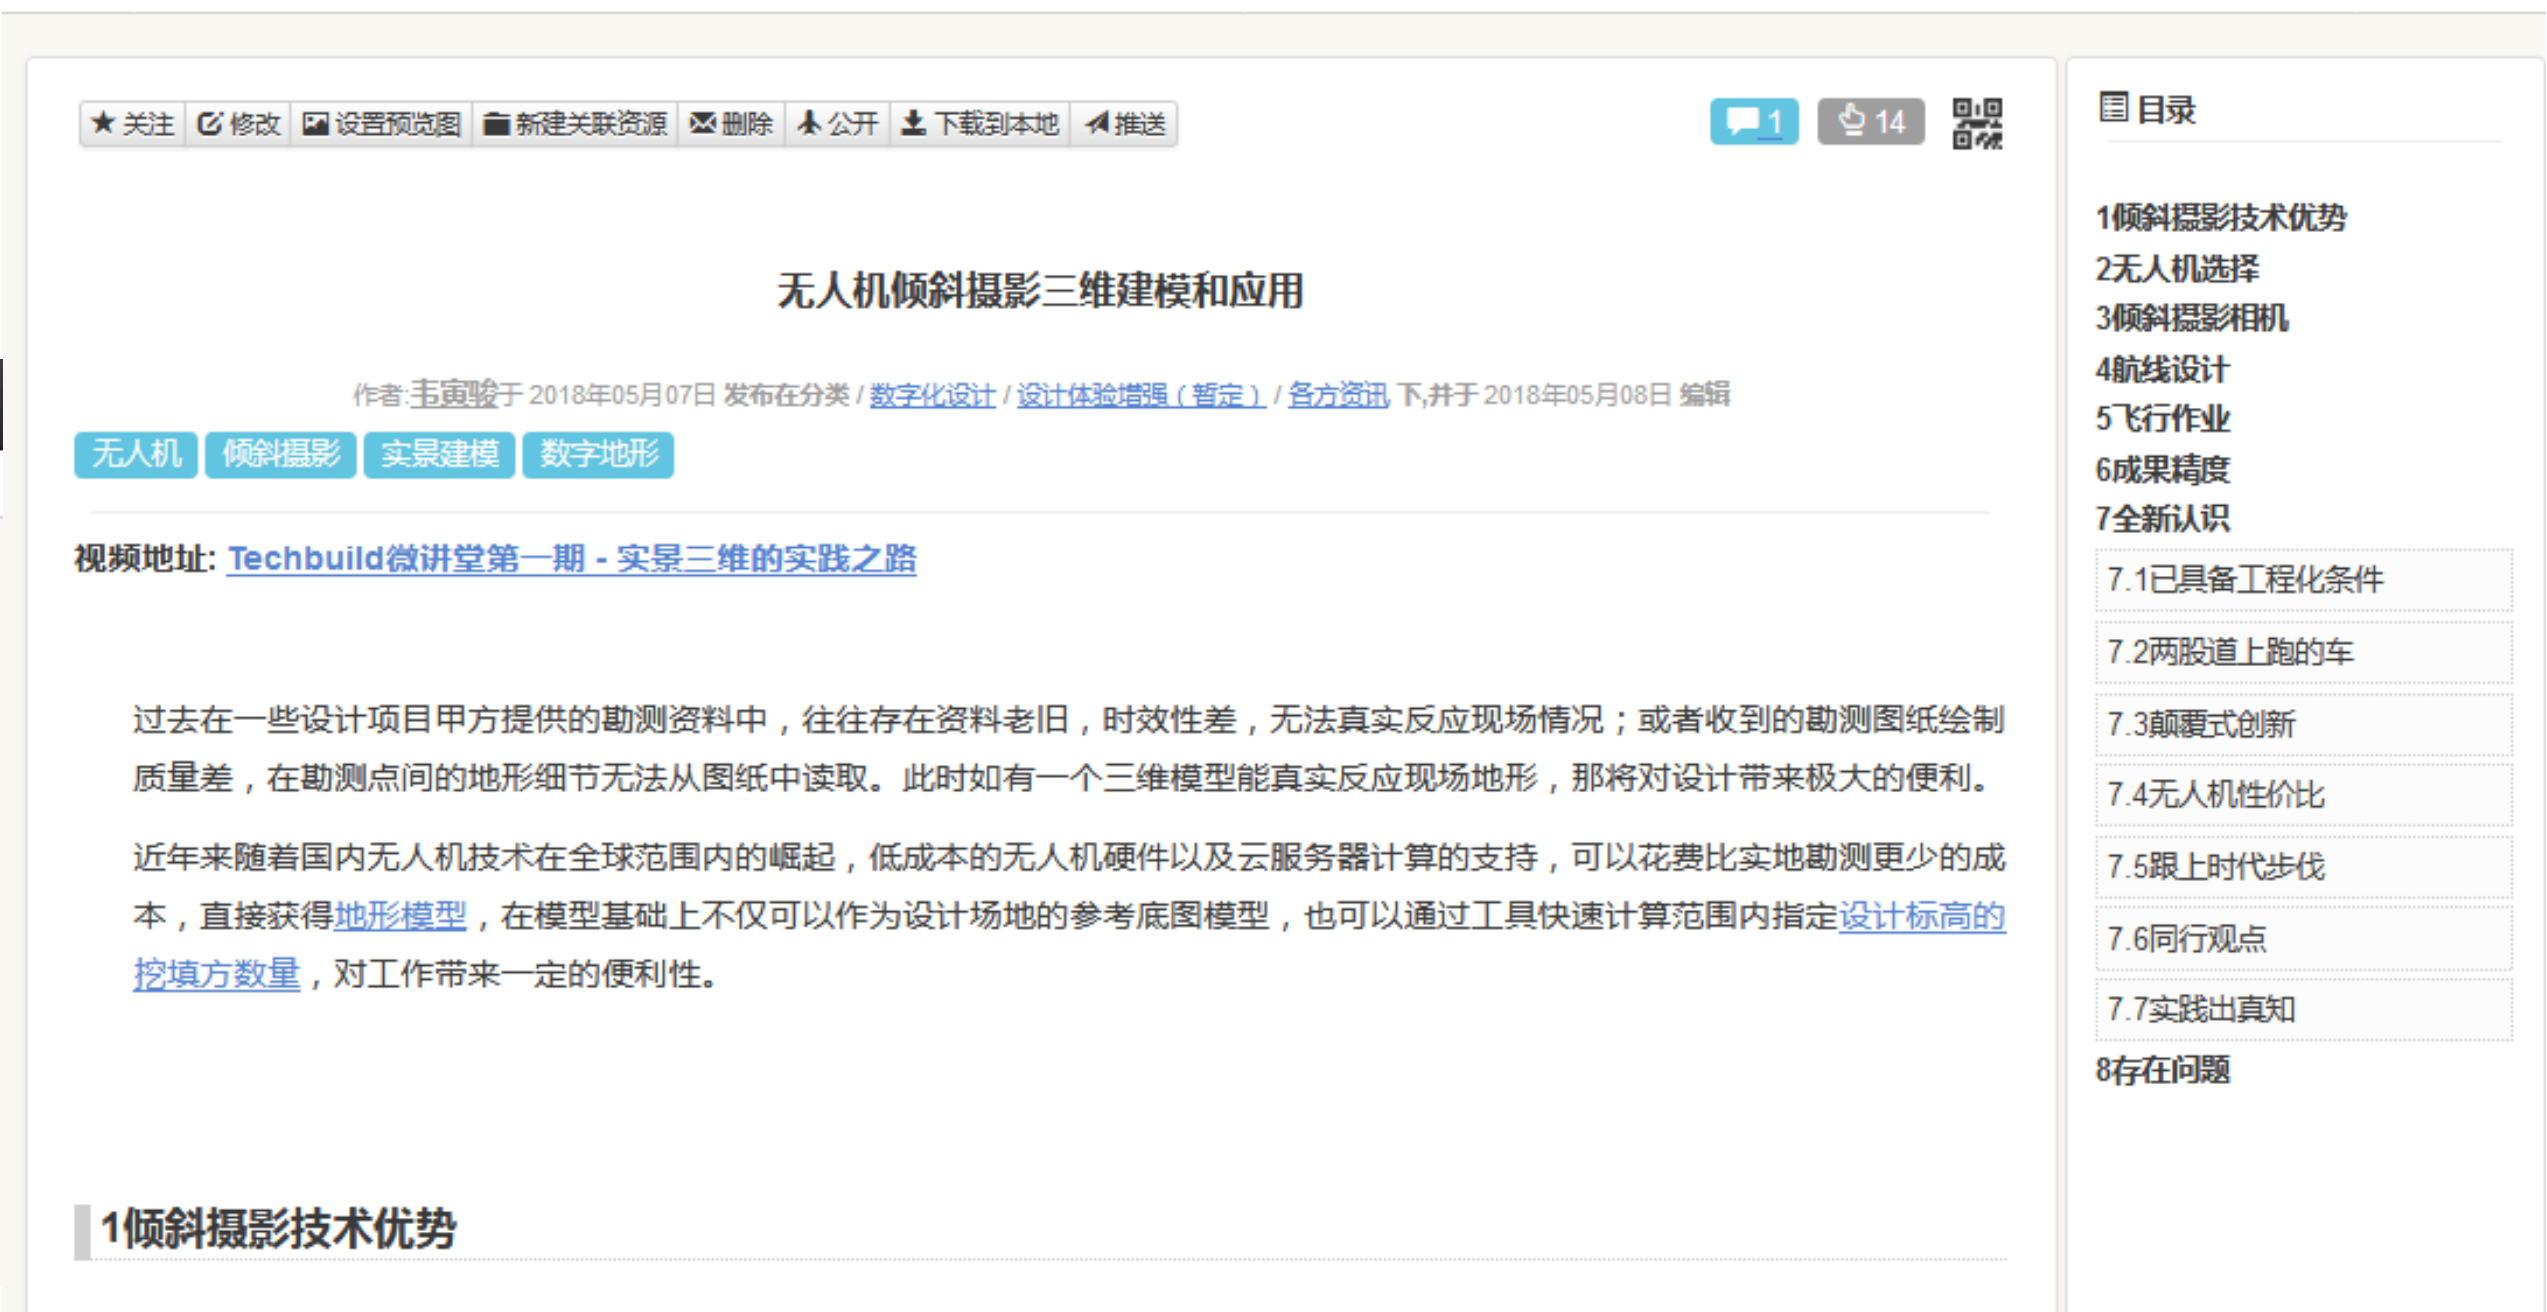 关注 修改 设置预览图 新建关联资源 删除 公开 下载到本地 推送
1 14
无人机倾斜摄影三维建模和应用
作者:韦寅骏于 2018年05月07日 发布在分类 / 数字化设计 / 设计体验增强（暂定） / 各方资讯 下,并于 2018年05月08日 编辑
无人机 倾斜摄影 实景建模 数字地形
视频地址: Techbuild微讲堂第一期 - 实景三维的实践之路
过去在一些设计项目甲方提供的勘测资料中，往往存在资料老旧，时效性差，无法真实反应现场情况；或者收到的勘测图纸绘制
质量差，在勘测点间的地形细节无法从图纸中读取。此时如有一个三维模型能真实反应现场地形，那将对设计带来极大的便利。
近年来随着国内无人机技术在全球范围内的崛起，低成本的无人机硬件以及云服务器计算的支持，可以花费比实地勘测更少的成
本，直接获得地形模型，在模型基础上不仅可以作为设计场地的参考底图模型，也可以通过工具快速计算范围内指定设计标高的
挖填方数量，对工作带来一定的便利性。
1倾斜摄影技术优势
目录
1倾斜摄影技术优势
2无人机选择
3倾斜摄影相机
4航线设计
5飞行作业
6成果精度
7全新认识
7.1已具备工程化条件
7.2两股道上跑的车
7.3颠覆式创新
7.4无人机性价比
7.5跟上时代步伐
7.6同行观点
7.7实践出真知
8存在问题